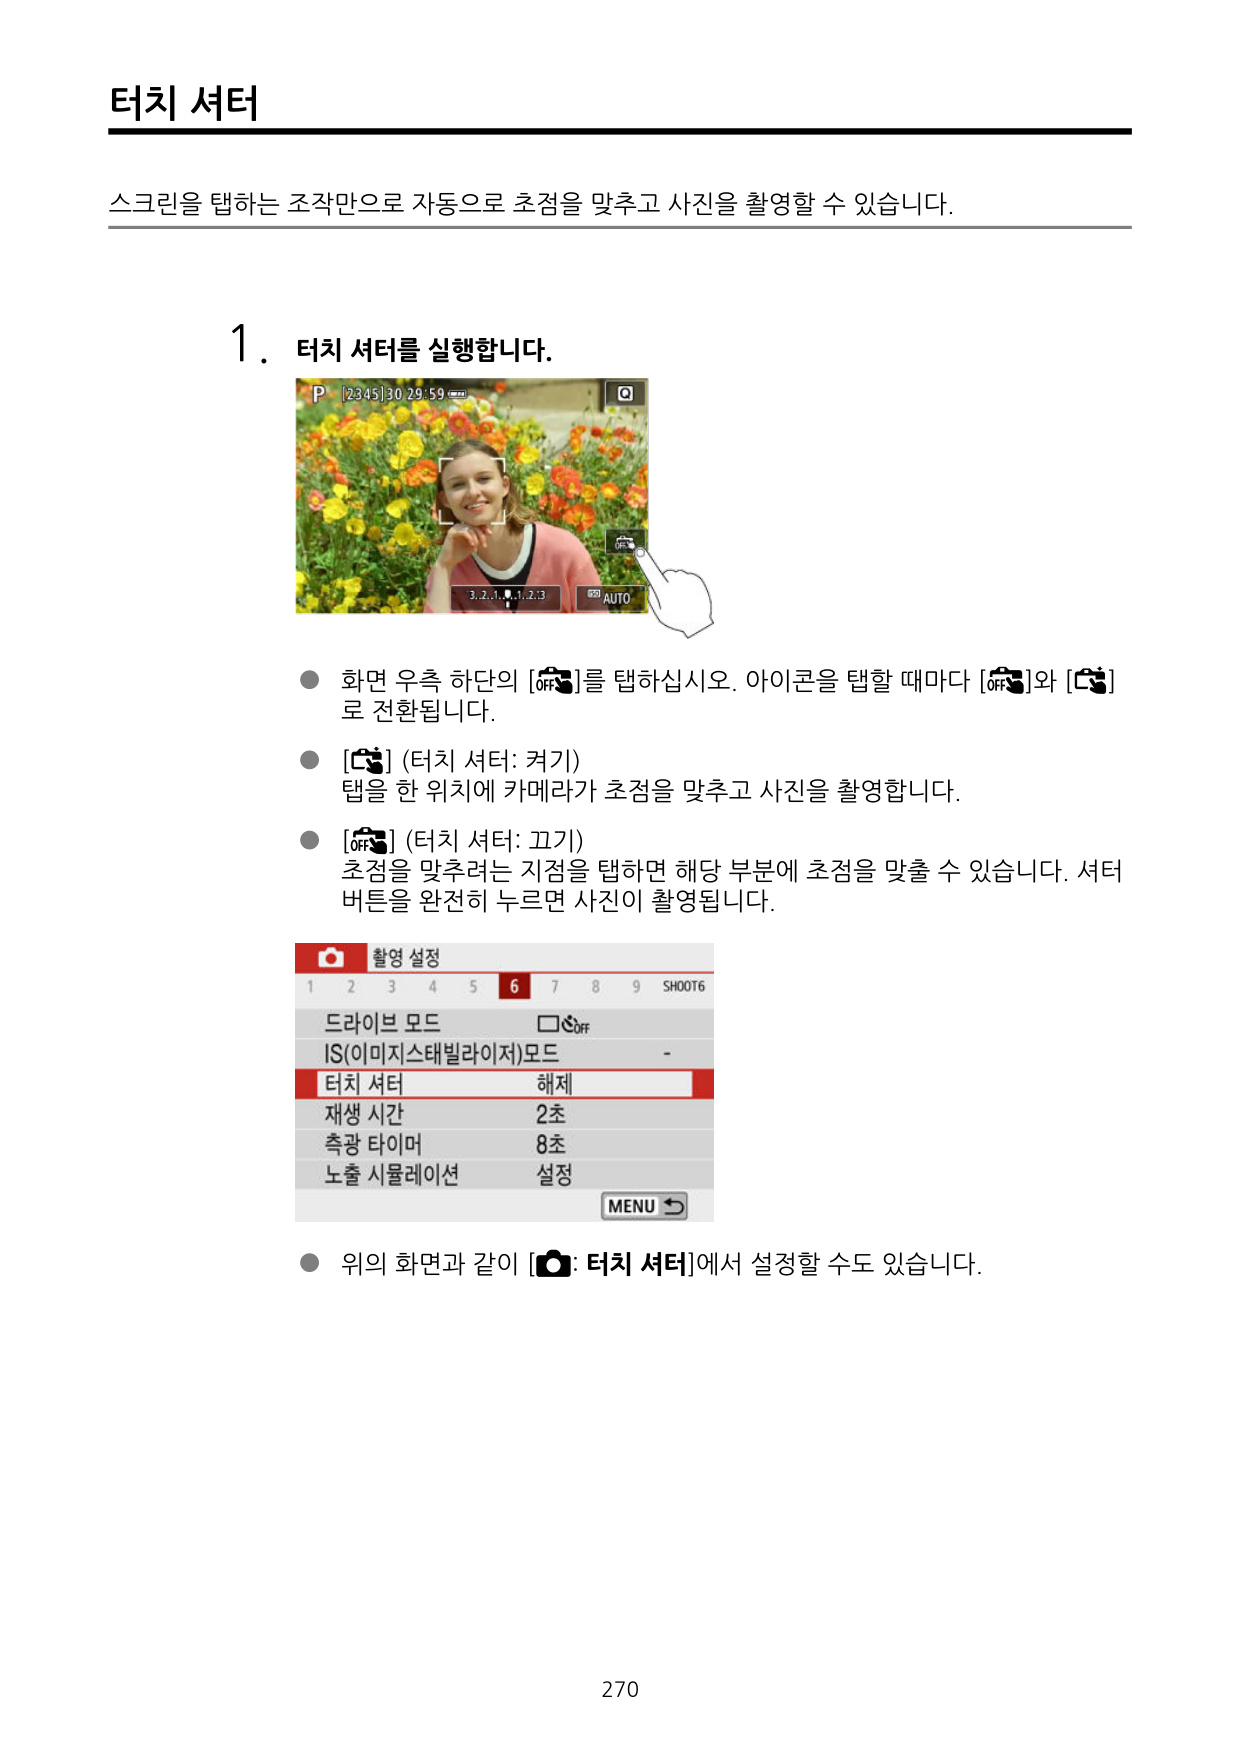 터치 셔터
스크린을 탭하는 조작만으로 자동으로 초점을 맞추고 사진을 촬영할 수 있습니다.
1. 터치 셔터를 실행합니다.
P [2345]30 29:59 Q
OFF
3..2..1..0..1..2.:3 ISO AUTO
● 화면 우측 하단의 [OFF]를 탭하십시오. 아이콘을 탭할 때마다 [OFF]와 []
로 전환됩니다.
● [] (터치 셔터: 켜기)
탭을 한 위치에 카메라가 초점을 맞추고 사진을 촬영합니다.
● [OFF] (터치 셔터: 끄기)
초점을 맞추려는 지점을 탭하면 해당 부분에 초점을 맞출 수 있습니다. 셔터
버튼을 완전히 누르면 사진이 촬영됩니다.
촬영 설정
1 2 3 4 5 6 7 8 9 SHOOT6
드라이브 모드 OFF
IS(이미지스태빌라이저)모드 -
터치 셔터 해제
재생 시간 2초
측광 타이머 8초
노출 시뮬레이션 설정
MENU
● 위의 화면과 같이 [: 터치 셔터]에서 설정할 수도 있습니다.
270